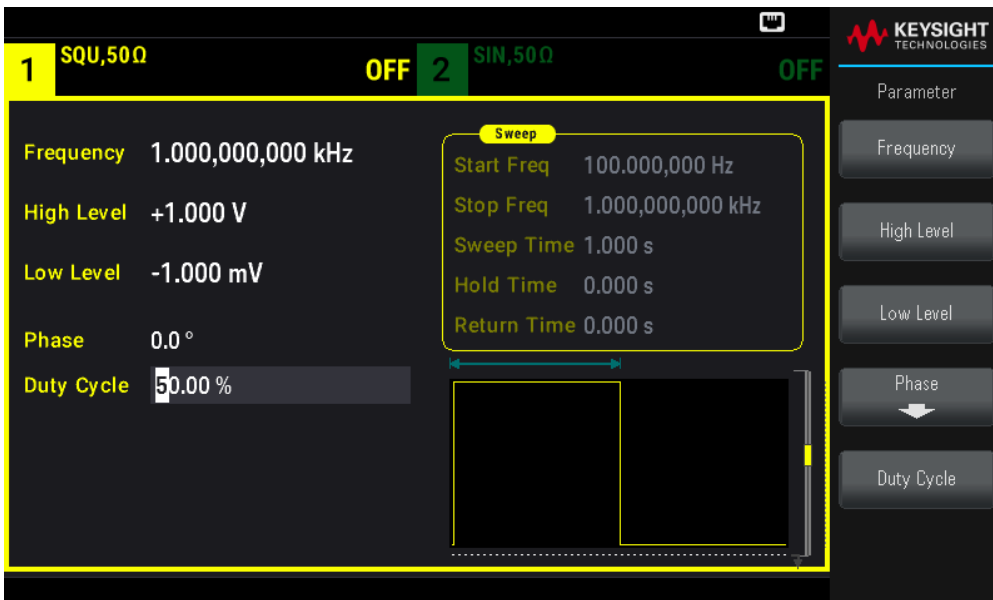 KEYSIGHT
TECHNOLOGIES
1 SQU,50Ω OFF
2 SIN,50Ω OFF
Parameter
Frequency 1.000,000,000 kHz
High Level +1.000 V
Low Level -1.000 mV
Phase 0.0 °
Duty Cycle 50.00 %
Sweep
Start Freq 100.000,000 Hz
Stop Freq 1.000,000,000 kHz
Sweep Time 1.000 s
Hold Time 0.000 s
Return Time 0.000 s
Frequency
High Level
Low Level
Phase
Duty Cycle